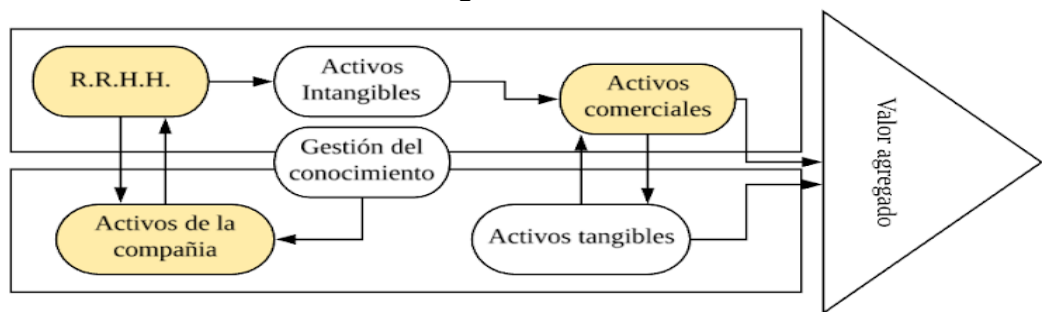 R.R.H.H.
Activos
Intangibles
Activos
comerciales
Gestión del
conocimiento
Activos de la
compañia
Activos tangibles
Valor agregado